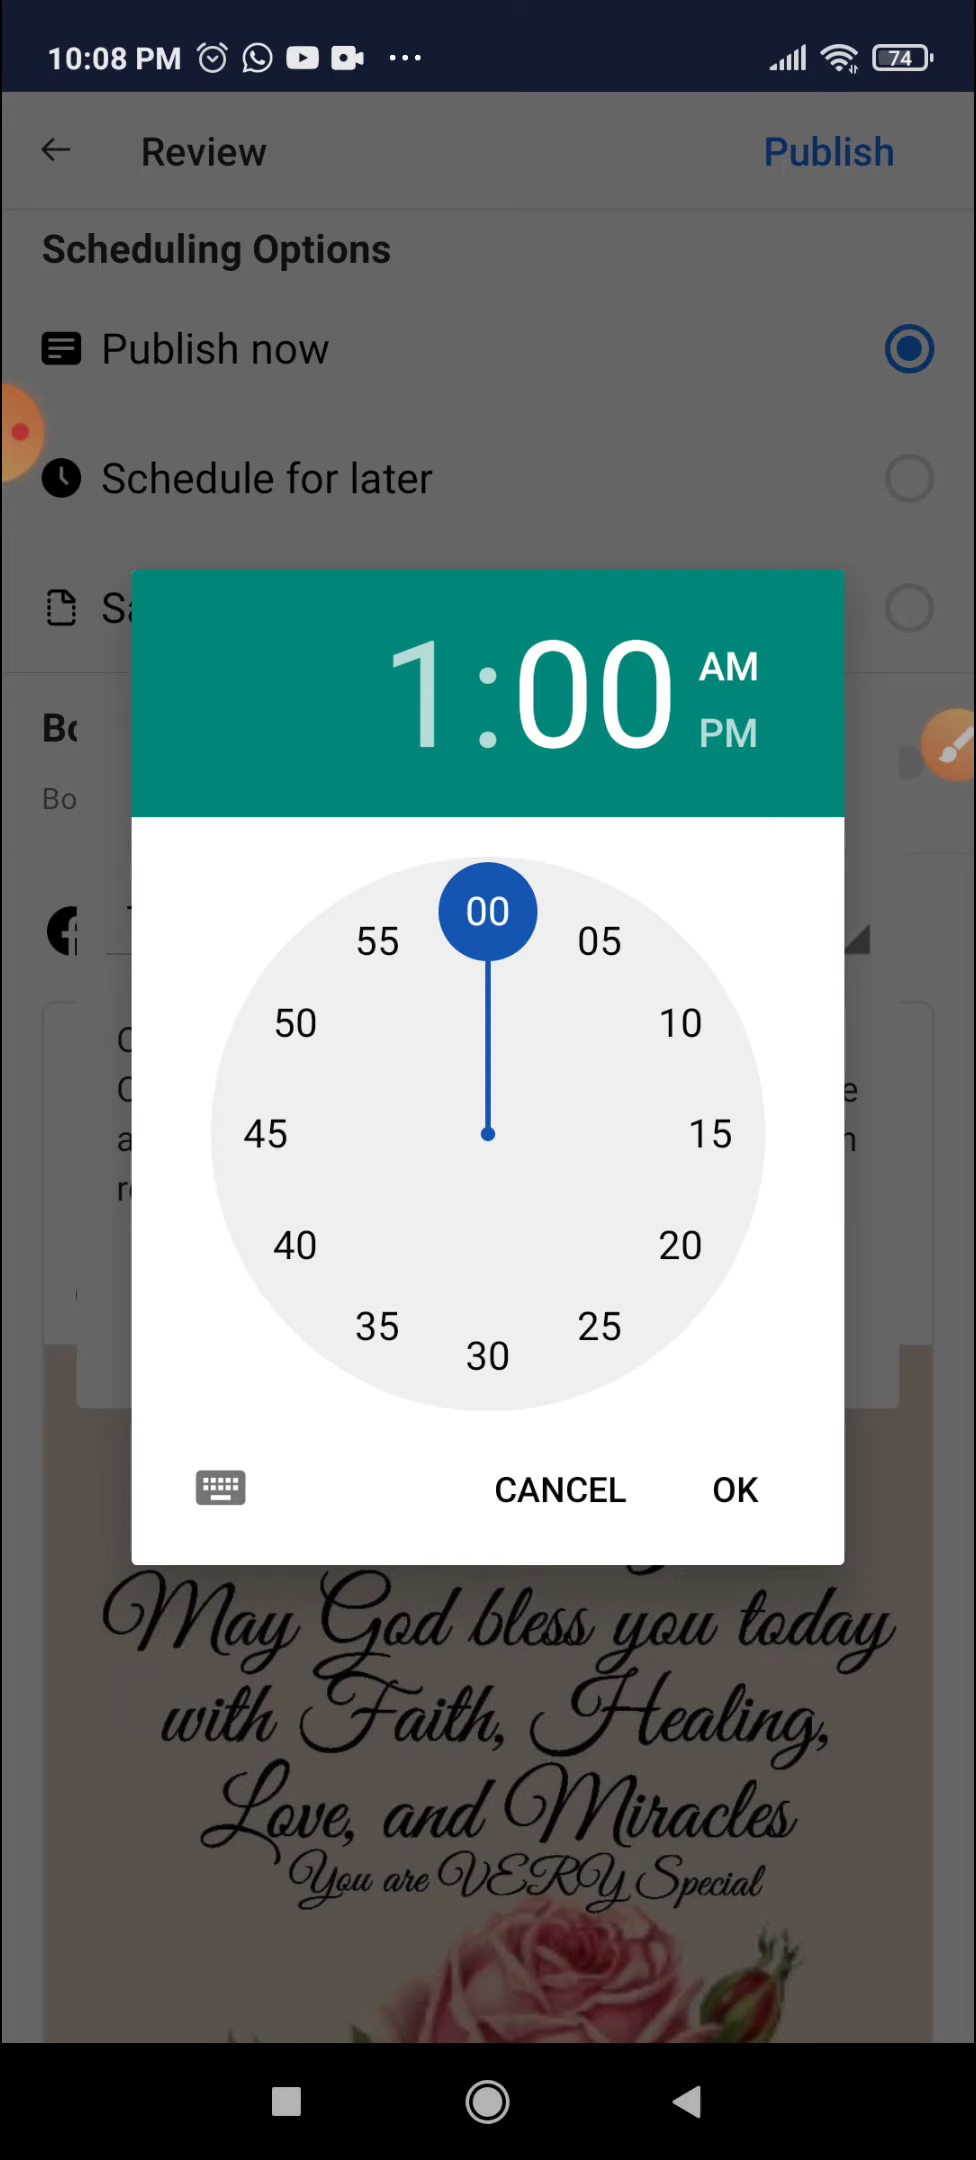 10:08 PM
74
Review
Publish
Scheduling Options
Publish now
Schedule for later
1:00
AM
PM
Bo
00
55
05
50
10
45
15
40
20
35
25
30
CANCEL
OK
May God bless you today
with Faith, Healing,
Love, and Miracles
You are VERY Special